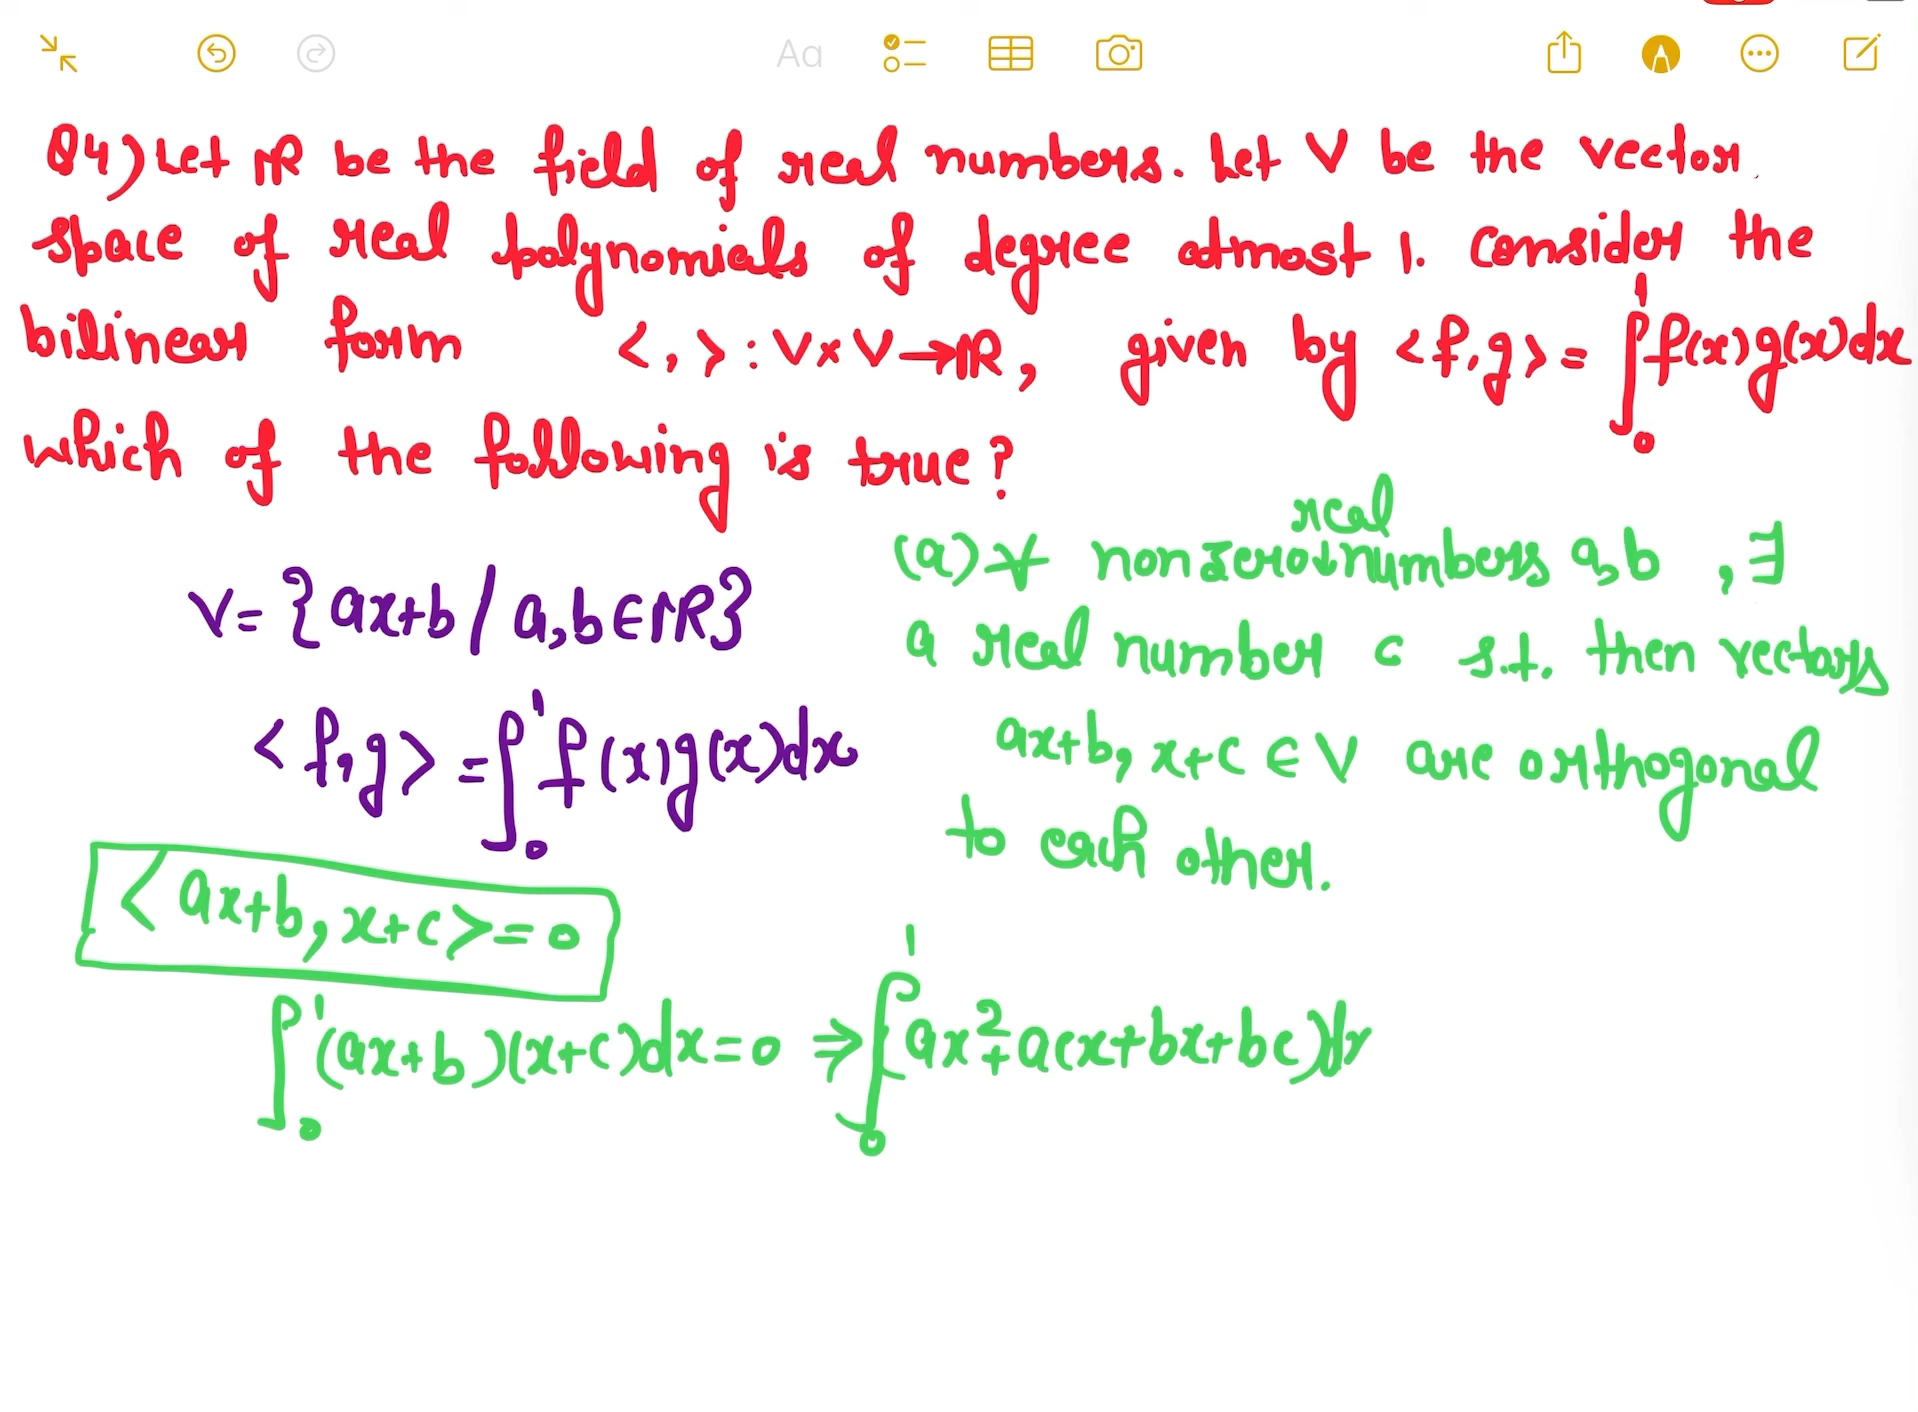 Aa
Q4) Let ℝ be the field of real numbers. Let V be the vector
space of real polynomials of degree atmost 1. Consider the
bilinear form < , > : V×V→ℝ, given by <f,g> = ∫₀¹ f(x)g(x)dx
which of the following is true?
V = {ax+b / a,b∈ℝ}
<f,g> = ∫₀¹ f(x)g(x)dx
(a) ∀ nonzero real numbers a,b , ∃
a real number c s.t. then vectors
ax+b, x+c ∈ V are orthogonal
to each other.
<ax+b, x+c> = 0
∫₀¹ (ax+b)(x+c)dx = 0 ⇒ ∫₀¹ (ax²+acx+bx+bc)dx